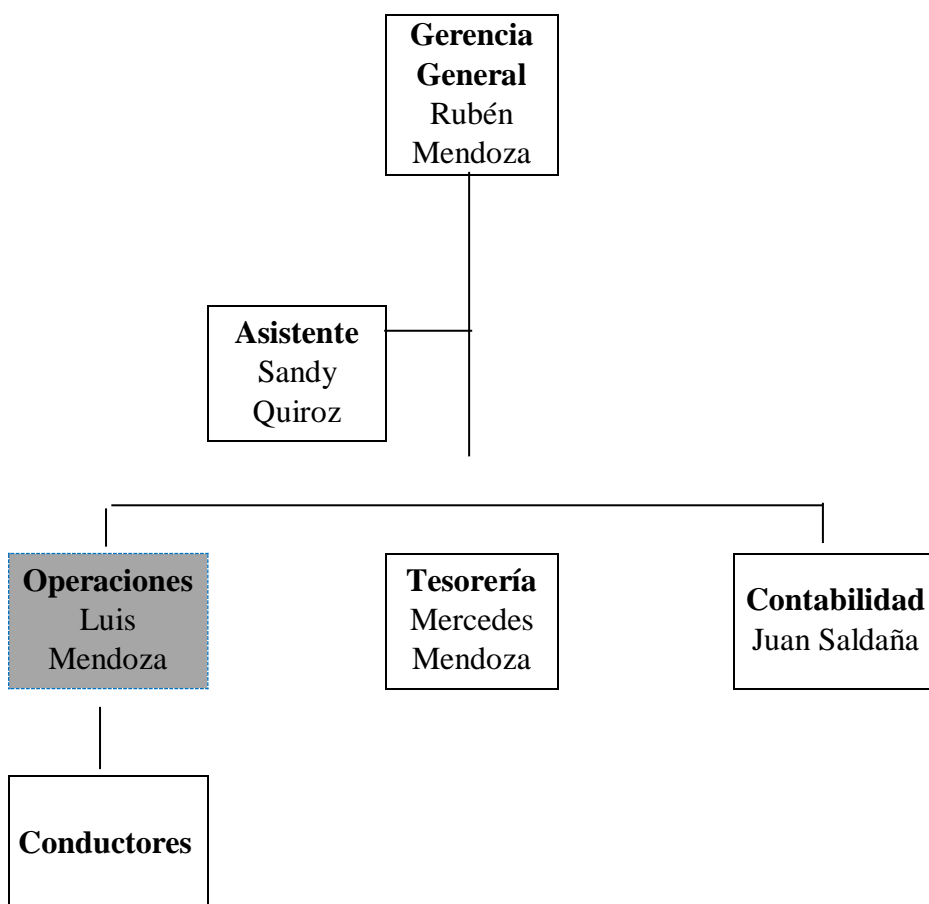 Gerencia
General
Rubén
Mendoza
Asistente
Sandy
Quiroz
Operaciones
Luis
Mendoza
Tesorería
Mercedes
Mendoza
Contabilidad
Juan Saldaña
Conductores